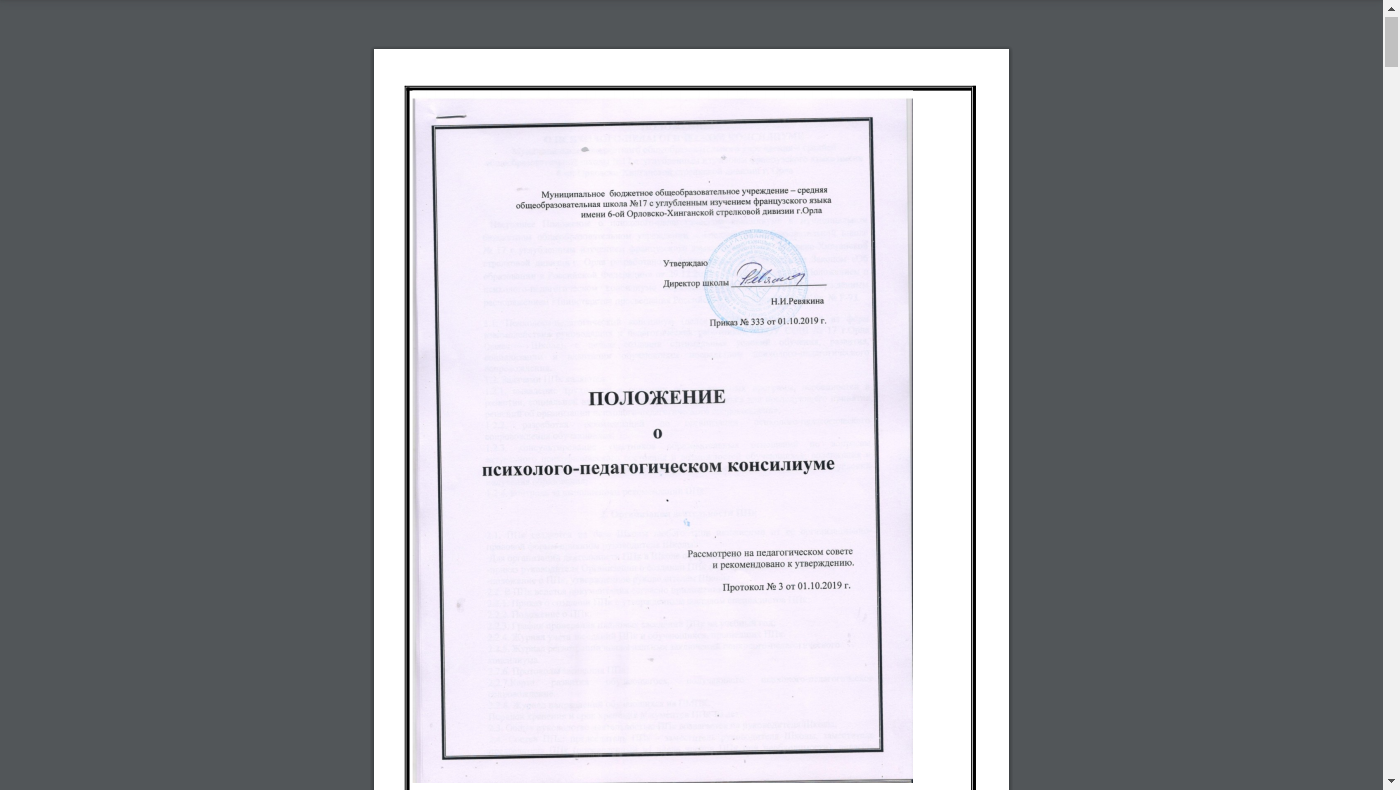 Муниципальное бюджетное общеобразовательное учреждение – средняя
общеобразовательная школа №17 с углубленным изучением французского языка
имени 6-ой Орловско-Хинганской стрелковой дивизии г.Орла
Утверждаю
Директор школы
Н.И.Ревякина
Приказ № 333 от 01.10.2019 г.
ПОЛОЖЕНИЕ
о
психолого-педагогическом консилиуме
Рассмотрено на педагогическом совете
и рекомендовано к утверждению.
Протокол № 3 от 01.10.2019 г.